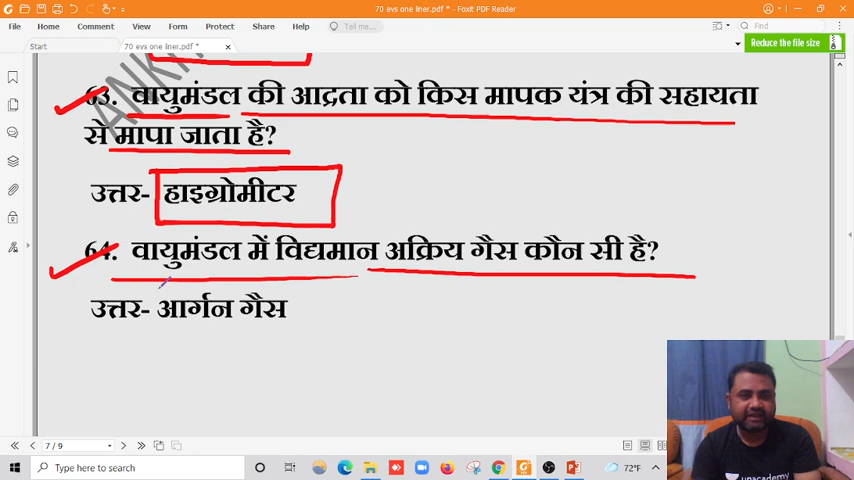 70 evs one liner.pdf * - Foxit PDF Reader
File Home Comment View Form Protect Share Help Tell me... Find
Start 70 evs one liner.pdf * Reduce the file size
63. वायुमंडल की आद्रता को किस मापक यंत्र की सहायता
से मापा जाता है?
उत्तर- हाइग्रोमीटर
64. वायुमंडल में विद्यमान अक्रिय गैस कौन सी है?
उत्तर- आर्गन गैस
unacademy
7 / 9
Type here to search 72°F